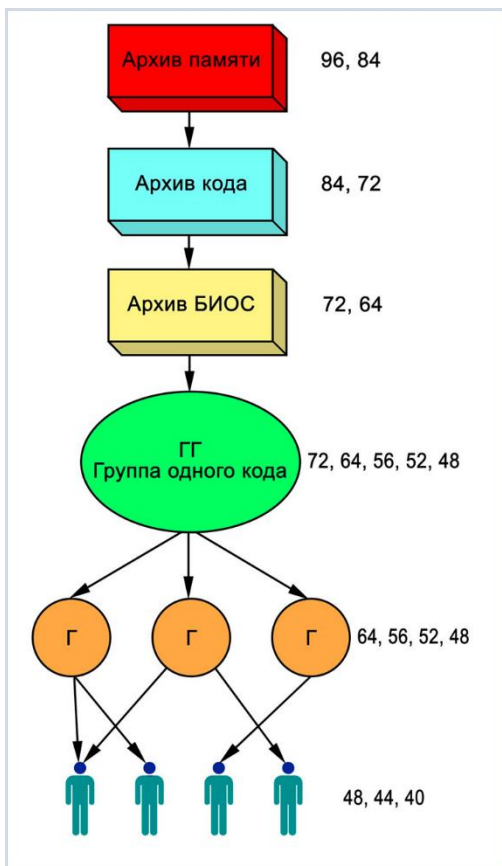 Архив памяти 96, 84
Архив кода 84, 72
Архив БИОС 72, 64
ГГ
Группа одного кода 72, 64, 56, 52, 48
Г Г Г 64, 56, 52, 48
48, 44, 40